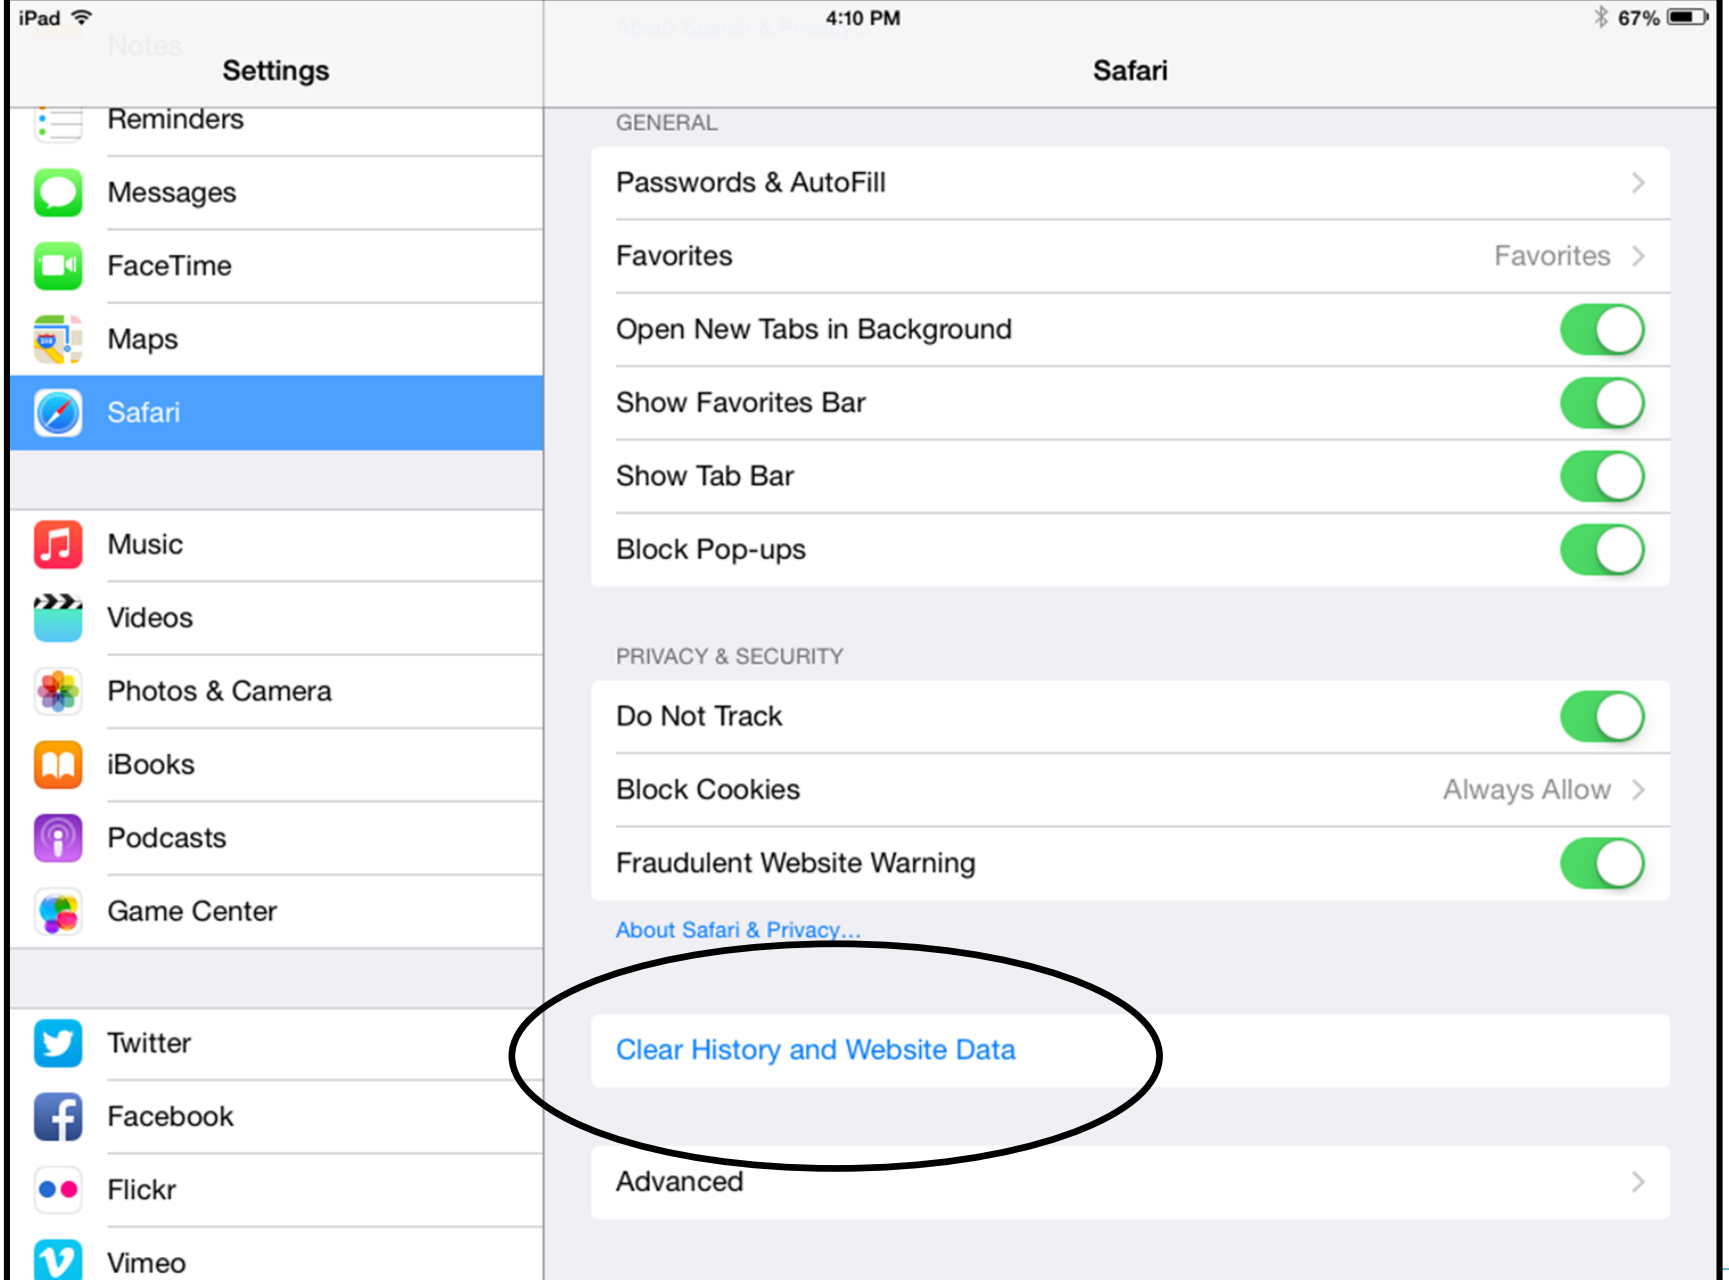 iPad
4:10 PM
67%
Notes
About Search & Privacy...
Settings
Safari
Reminders
Messages
FaceTime
Maps
Safari
Music
Videos
Photos & Camera
iBooks
Podcasts
Game Center
Twitter
Facebook
Flickr
Vimeo
GENERAL
Passwords & AutoFill
Favorites Favorites
Open New Tabs in Background
Show Favorites Bar
Show Tab Bar
Block Pop-ups
PRIVACY & SECURITY
Do Not Track
Block Cookies Always Allow
Fraudulent Website Warning
About Safari & Privacy...
Clear History and Website Data
Advanced